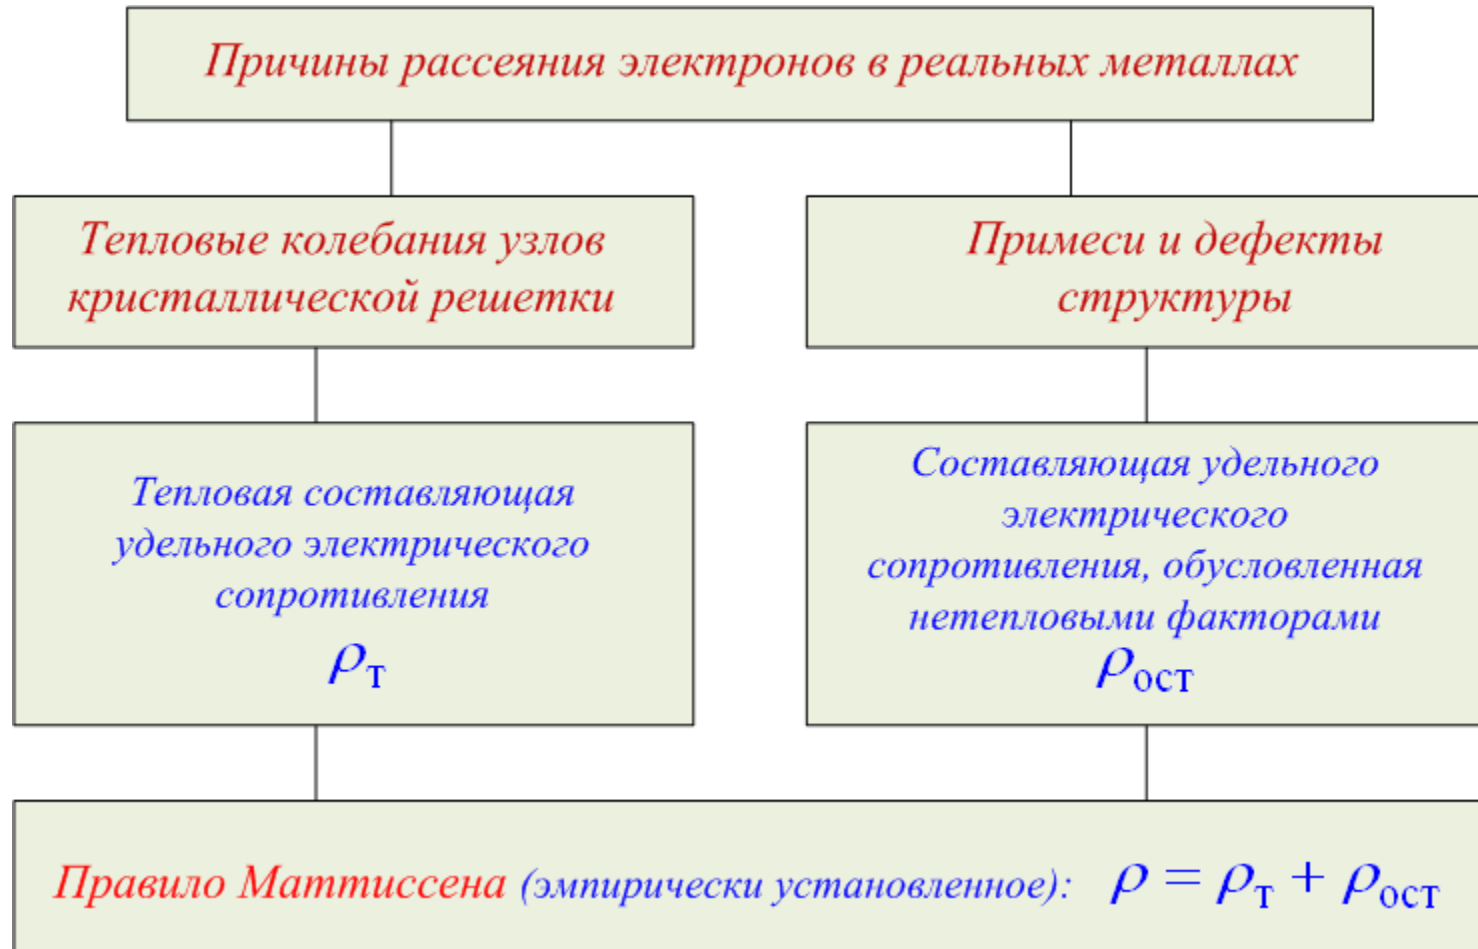 Причины рассеяния электронов в реальных металлах
Тепловые колебания узлов
кристаллической решетки
Примеси и дефекты
структуры
Тепловая составляющая
удельного электрического
сопротивления
ρт
Составляющая удельного
электрического
сопротивления, обусловленная
нетепловыми факторами
ρост
Правило Маттиссена (эмпирически установленное): ρ = ρт + ρост